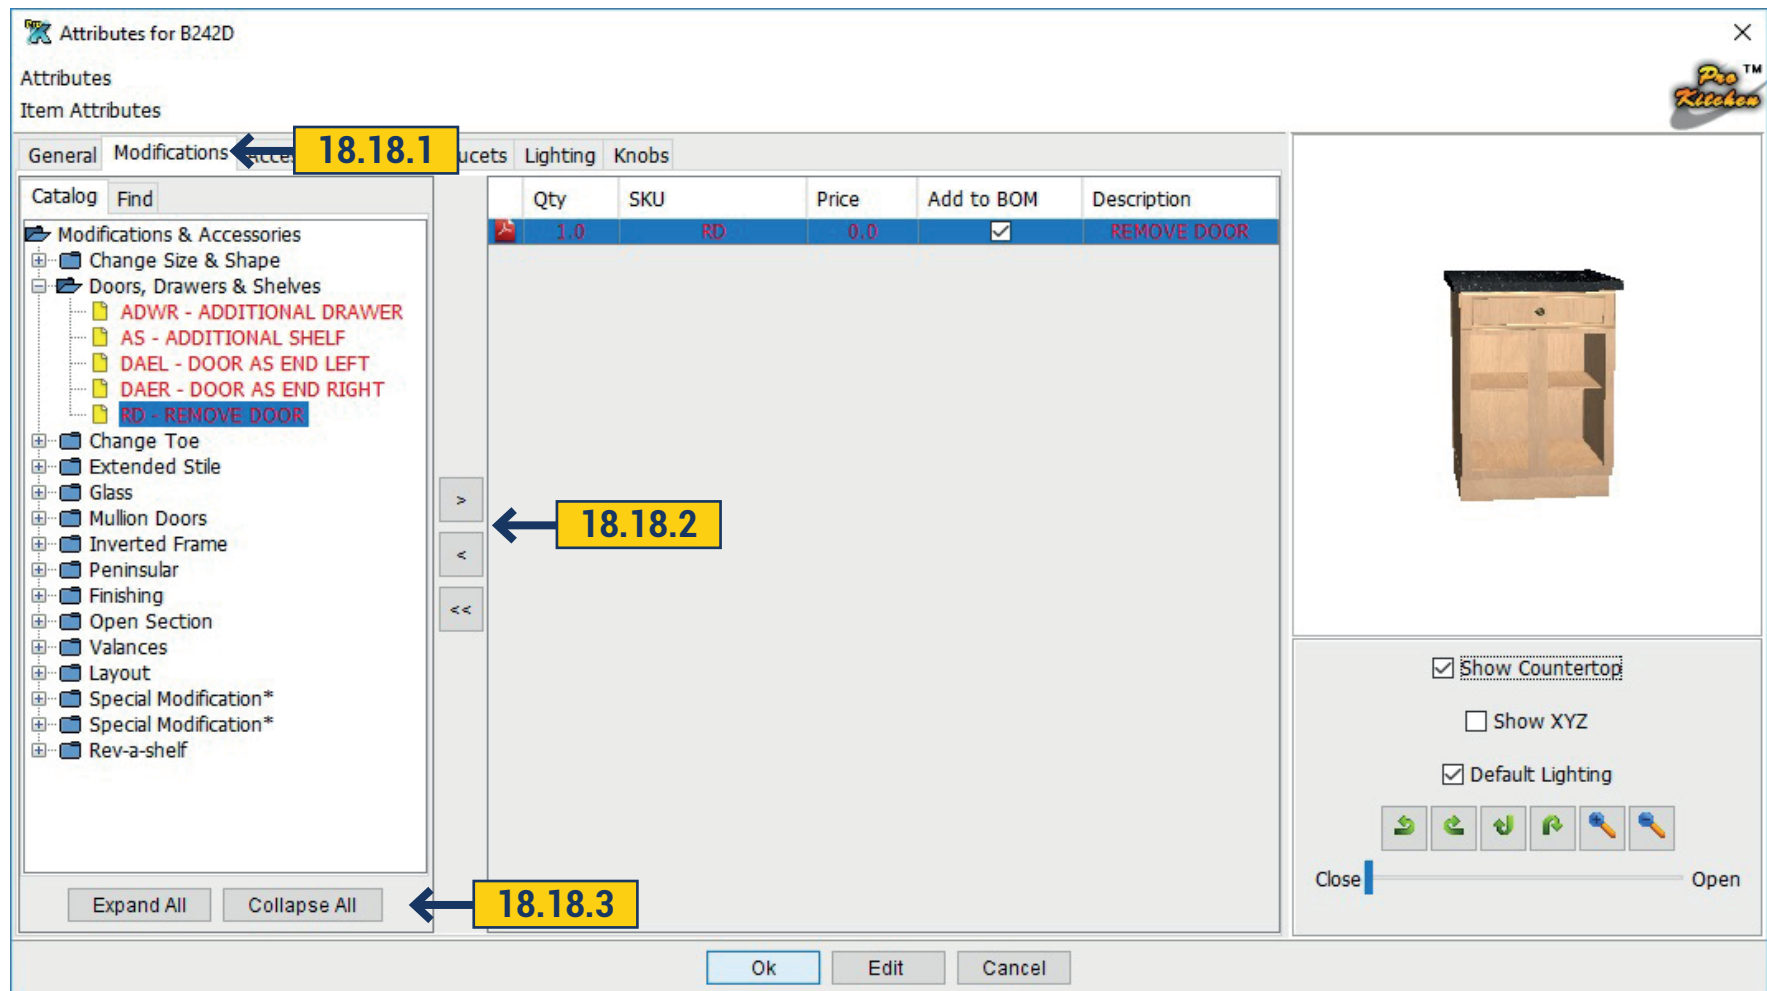 Attributes for B242D
Attributes
Item Attributes
Pro Kitchen™
General Modifications 18.18.1 Lighting Knobs
Catalog Find
Qty SKU Price Add to BOM Description
1.0 RD 0.0 REMOVE DOOR
Modifications & Accessories
Change Size & Shape
Doors, Drawers & Shelves
ADWR - ADDITIONAL DRAWER
AS - ADDITIONAL SHELF
DAEL - DOOR AS END LEFT
DAER - DOOR AS END RIGHT
RD - REMOVE DOOR
Change Toe
Extended Stile
Glass
Mullion Doors
Inverted Frame
Peninsular
Finishing
Open Section
Valances
Layout
Special Modification*
Special Modification*
Rev-a-shelf
>
<
<<
18.18.2
Expand All Collapse All
18.18.3
Show Countertop
Show XYZ
Default Lighting
Close Open
Ok Edit Cancel